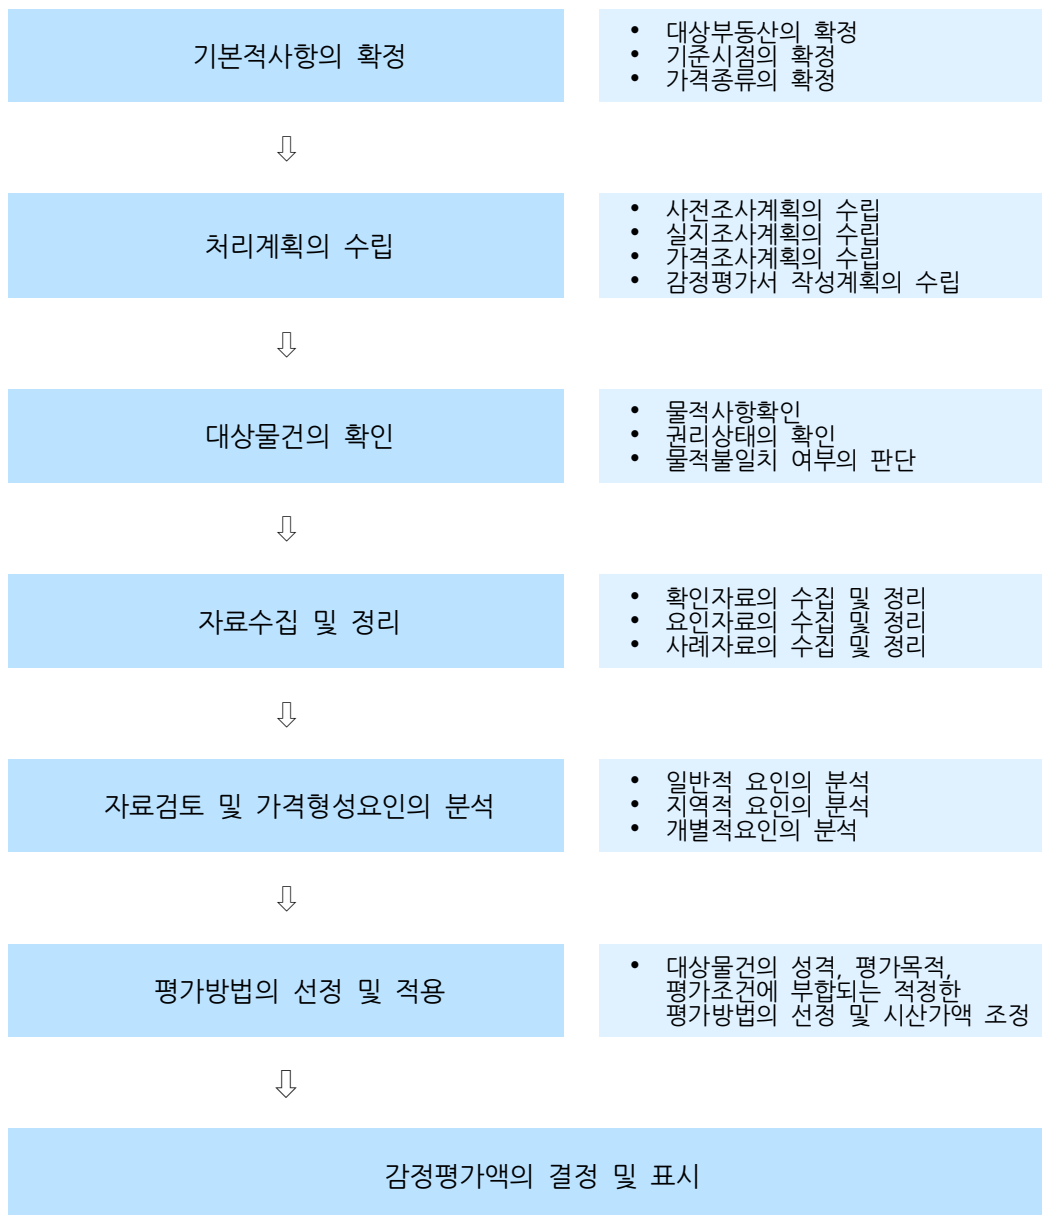 기본적사항의 확정
• 대상부동산의 확정
• 기준시점의 확정
• 가격종류의 확정
⇩
처리계획의 수립
• 사전조사계획의 수립
• 실지조사계획의 수립
• 가격조사계획의 수립
• 감정평가서 작성계획의 수립
⇩
대상물건의 확인
• 물적사항확인
• 권리상태의 확인
• 물적불일치 여부의 판단
⇩
자료수집 및 정리
• 확인자료의 수집 및 정리
• 요인자료의 수집 및 정리
• 사례자료의 수집 및 정리
⇩
자료검토 및 가격형성요인의 분석
• 일반적 요인의 분석
• 지역적 요인의 분석
• 개별적요인의 분석
⇩
평가방법의 선정 및 적용
• 대상물건의 성격, 평가목적,
평가조건에 부합되는 적정한
평가방법의 선정 및 시산가액 조정
⇩
감정평가액의 결정 및 표시